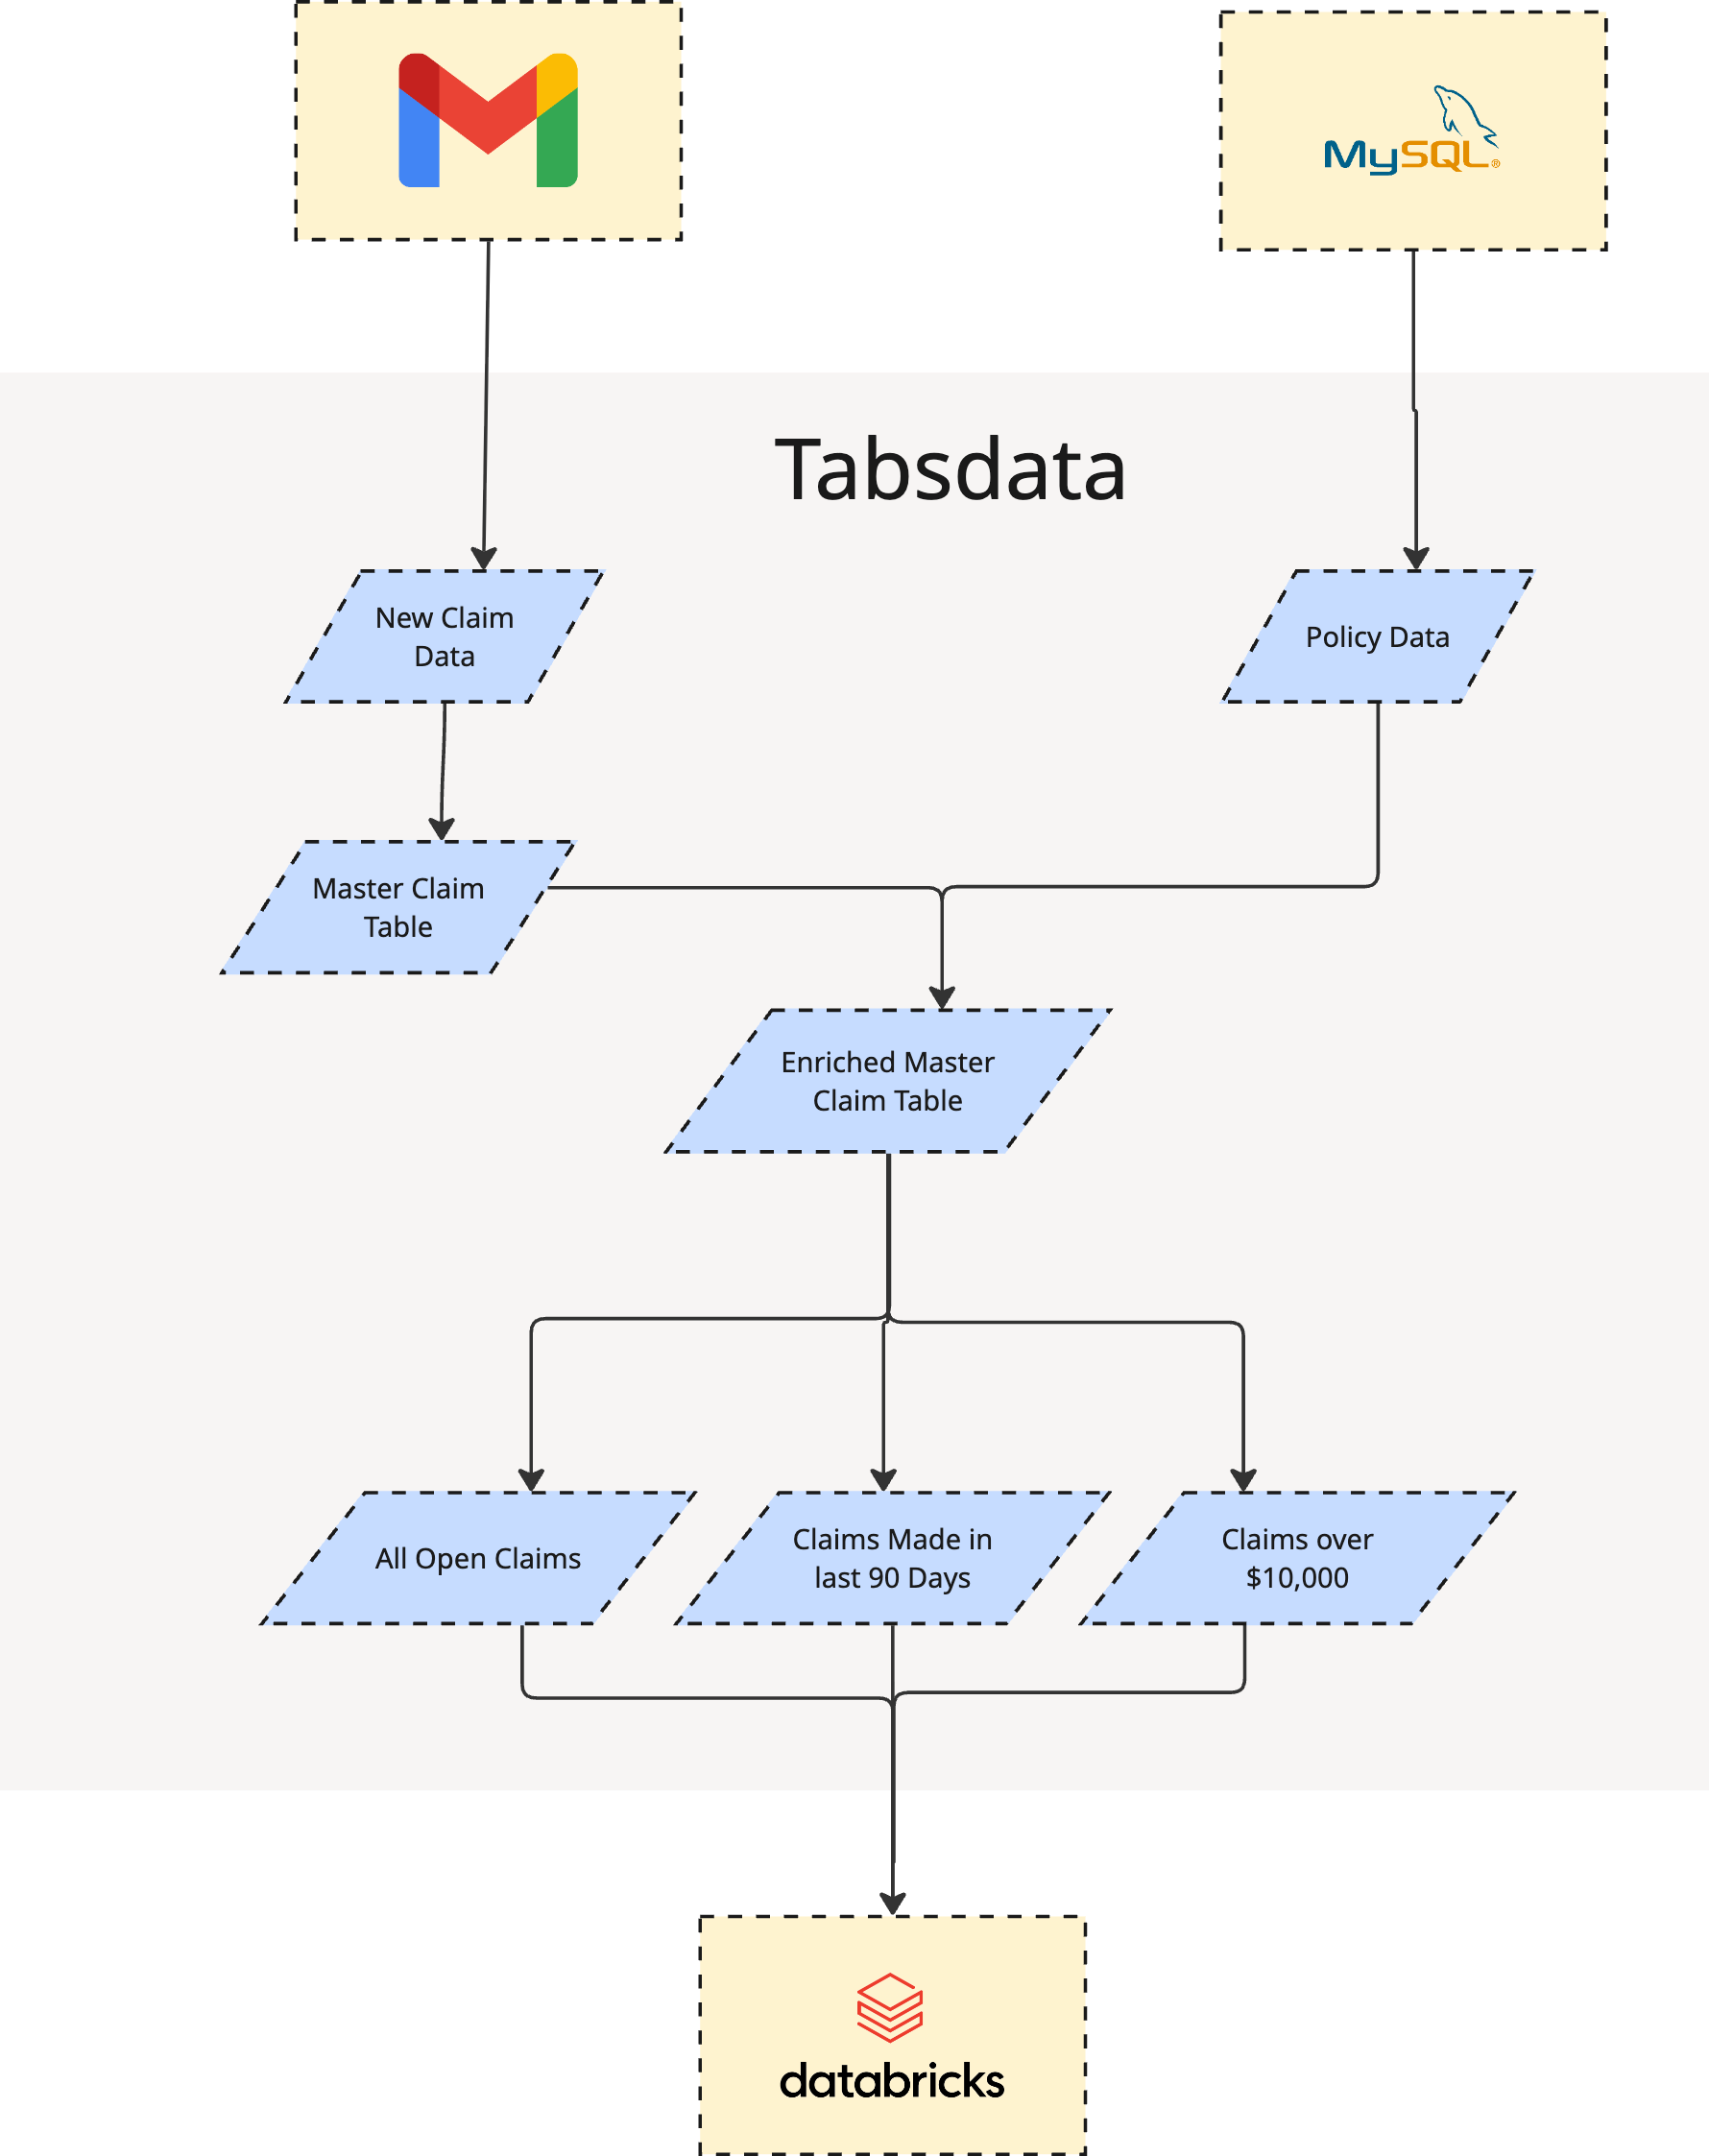 MySQL®
Tabsdata
New Claim
Data
Policy Data
Master Claim
Table
Enriched Master
Claim Table
All Open Claims
Claims Made in
last 90 Days
Claims over
$10,000
databricks